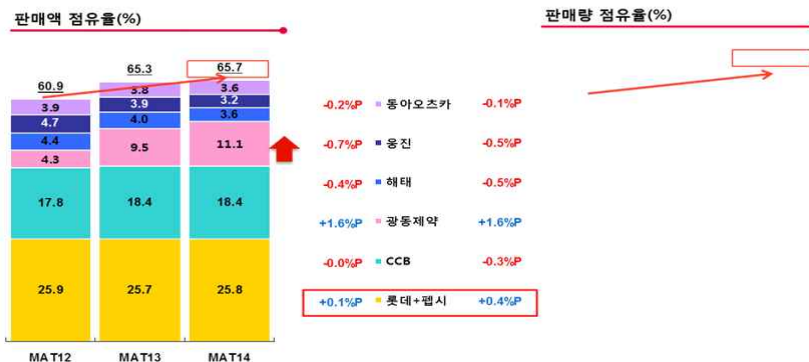 판매액 점유율(%)
판매량 점유율(%)
60.9
65.3
65.7
3.9
3.8
3.6
4.7
3.9
3.2
4.4
4.0
3.6
4.3
9.5
11.1
17.8
18.4
18.4
25.9
25.7
25.8
MAT12
MAT13
MAT14
-0.2%P 동아오츠카 -0.1%P
-0.7%P 웅진 -0.5%P
-0.4%P 해태 -0.5%P
+1.6%P 광동제약 +1.6%P
-0.0%P CCB -0.3%P
+0.1%P 롯데+펩시 +0.4%P